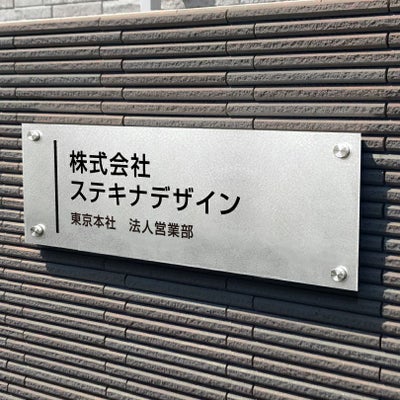 株式会社
ステキナデザイン
東京本社　法人営業部